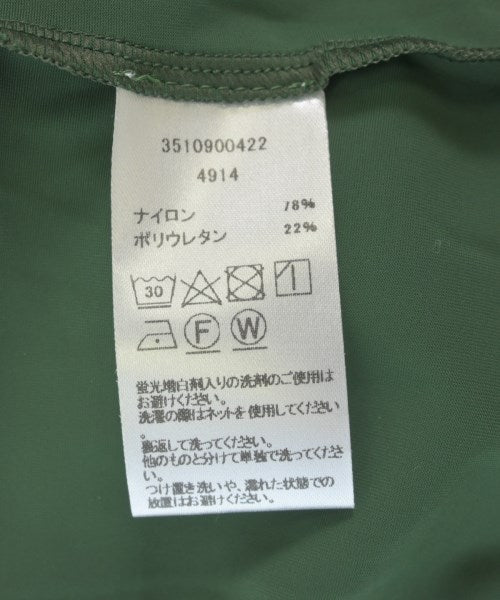 3510900422
4914
ナイロン 78%
ポリウレタン 22%
30
F W
蛍光増白剤入りの洗剤のご使用は
お避けください。
洗濯の際はネットを使用してください
。
裏返して洗ってください。
他のものと分けて単独で洗ってくださ
い。
つけ置き洗いや、濡れた状態での
放置はお避けください。